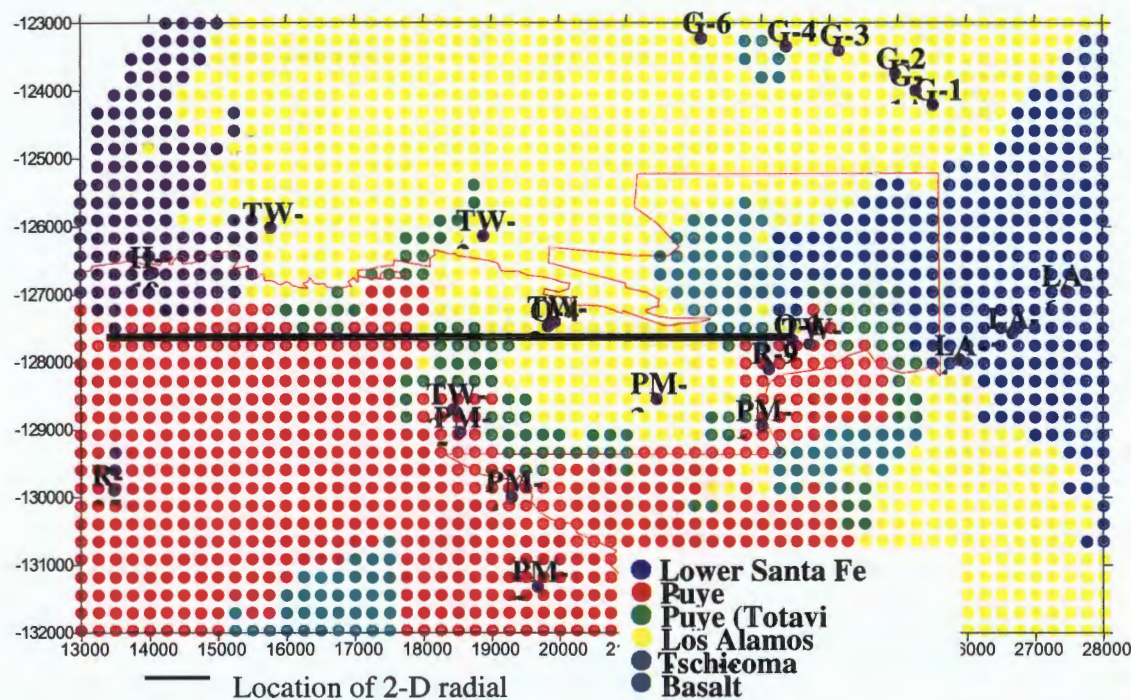 -123000
G-6
G-4
G-3
G-2
G-
G-1
-124000
-125000
-126000
TW-
TW-
-127000
H-
TW-
LA-
LA-
LA-
-128000
R-9
TW-
PM-
PM-
PM-
-129000
R-
-130000
PM-
-131000
PM-
-132000
13000 14000 15000 16000 17000 18000 19000 20000 27000 28000
Lower Santa Fe
Puye
Puye (Totavi
Los Alamos
Tschicoma
Basalt
Location of 2-D radial